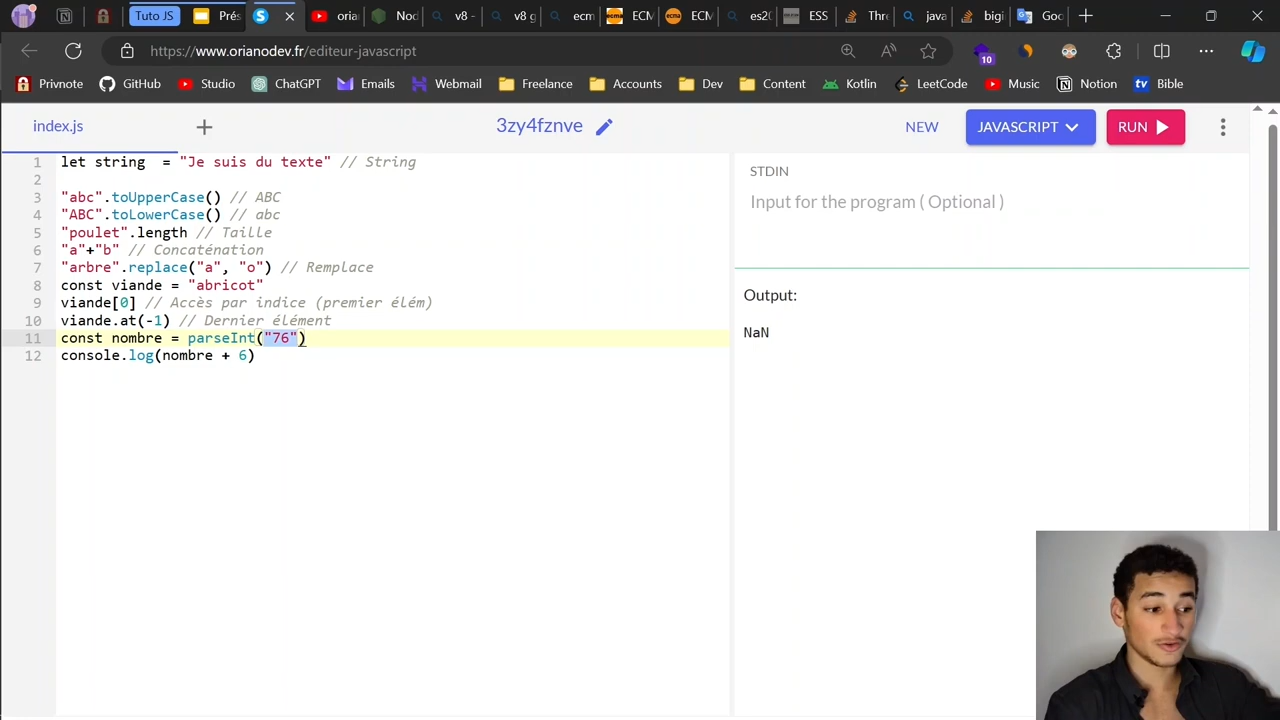 Tuto JS
Prés
oria
Nod
v8 -
v8 g
ecm
ECM
ECM
es20
ESS
Thre
java
bigi
Goo
https://www.orianodev.fr/editeur-javascript
10
Privnote
GitHub
Studio
ChatGPT
Emails
Wermail
Freelance
Accounts
Dev
Content
Kotlin
LeetCode
Music
Notion
tv Bible
index.js
3zy4fznve
NEW
JAVASCRIPT
RUN
1 let string  = "Je suis du texte" // String
2
3 "abc".toUpperCase() // ABC
4 "ABC".toLowerCase() // abc
5 "poulet".length // Taille
6 "a"+"b" // Concaténation
7 "arbre".replace("a", "o") // Remplace
8 const viande = "abricot"
9 viande[0] // Accès par indice (premier élém)
10 viande.at(-1) // Dernier élément
11 const nombre = parseInt("76")
12 console.log(nombre + 6)
STDIN
Input for the program ( Optional )
Output:
NaN